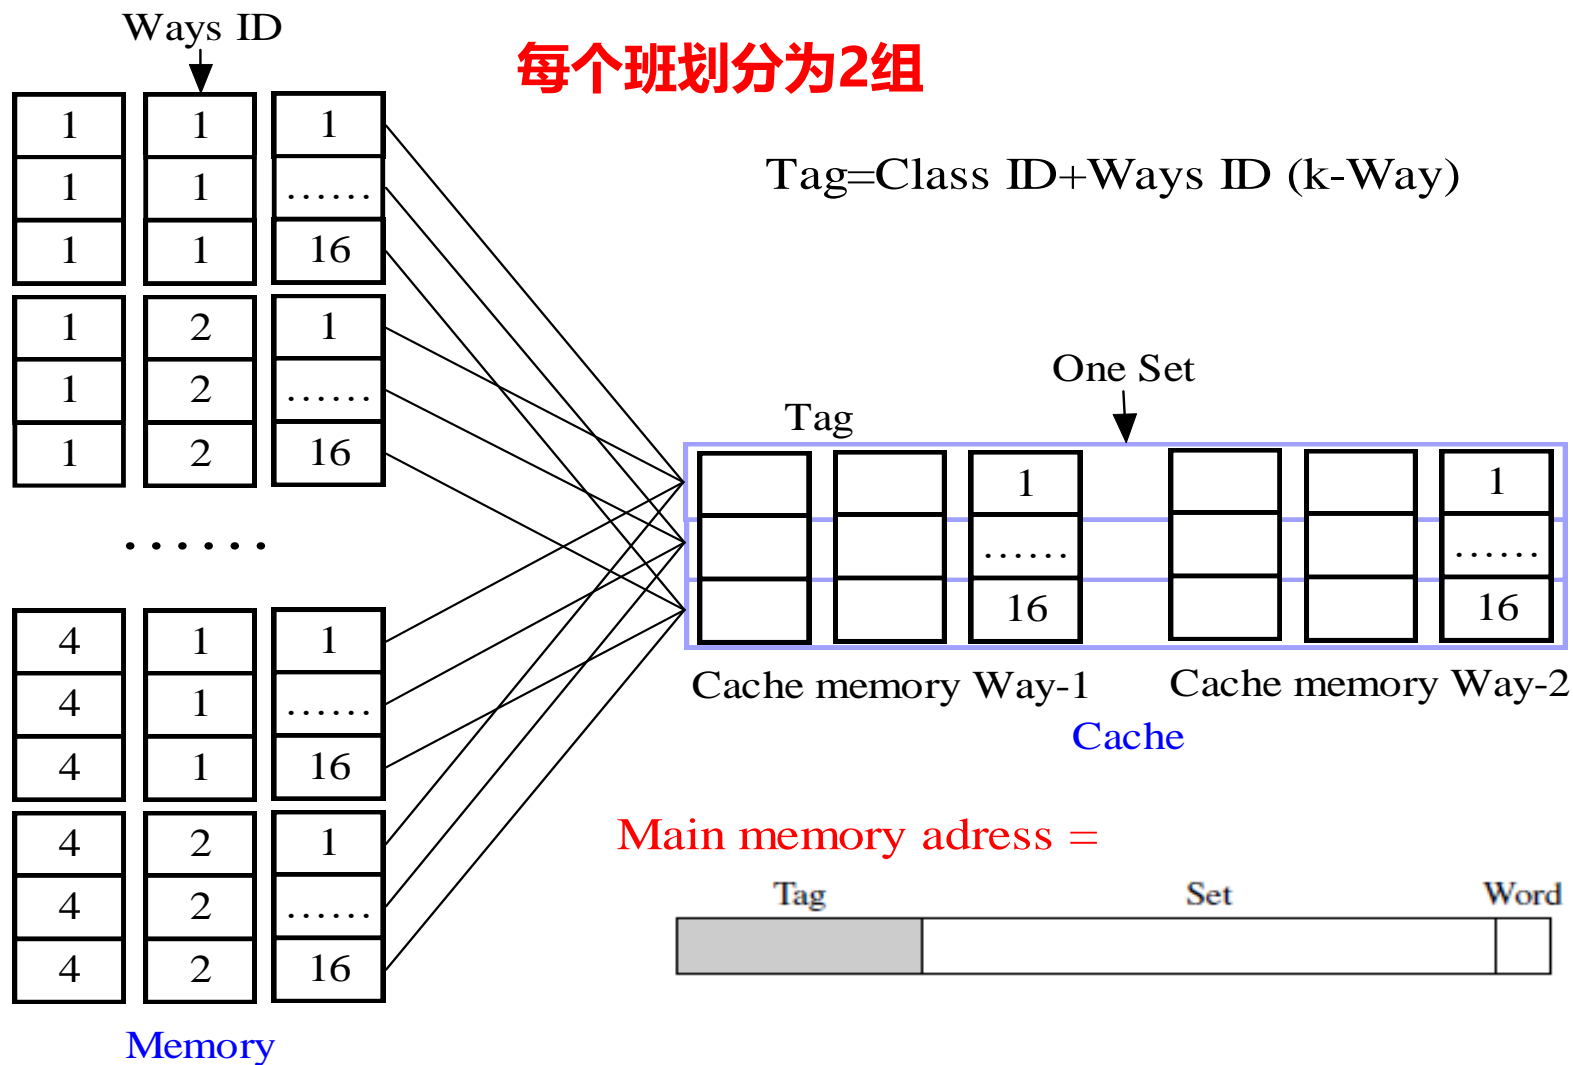 Ways ID
每个班划分为2组
Tag=Class ID+Ways ID (k-Way)
1 1 1
1 1 ......
1 1 16
1 2 1
1 2 ......
1 2 16
......
4 1 1
4 1 ......
4 1 16
4 2 1
4 2 ......
4 2 16
Memory
One Set
Tag
1 1
...... ......
16 16
Cache memory Way-1 Cache memory Way-2
Cache
Main memory adress =
Tag Set Word